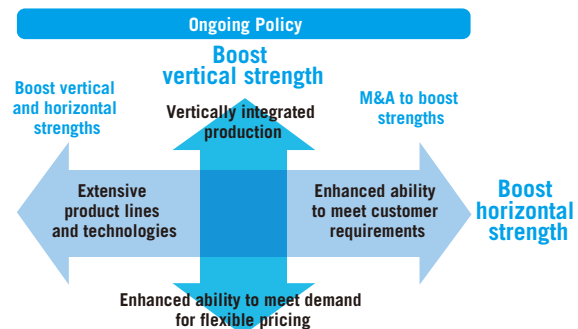 Ongoing Policy
Boost
vertical strength
Boost vertical
and horizontal
strengths
Vertically integrated
production
M&A to boost
strengths
Extensive
product lines
and technologies
Enhanced ability
to meet customer
requirements
Boost
horizontal
strength
Enhanced ability to meet demand
for flexible pricing